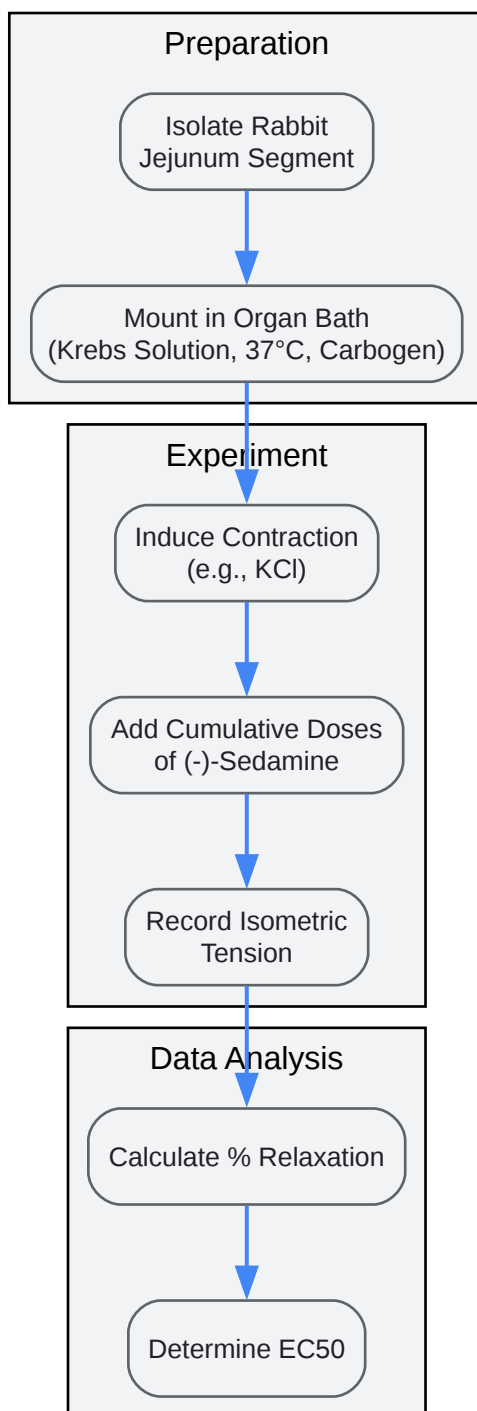 Preparation
Isolate Rabbit
Jejunum Segment
Mount in Organ Bath
(Krebs Solution, 37°C, Carbogen)
Experiment
Induce Contraction
(e.g., KCl)
Add Cumulative Doses
of (-)-Sedamine
Record Isometric
Tension
Data Analysis
Calculate % Relaxation
Determine EC50